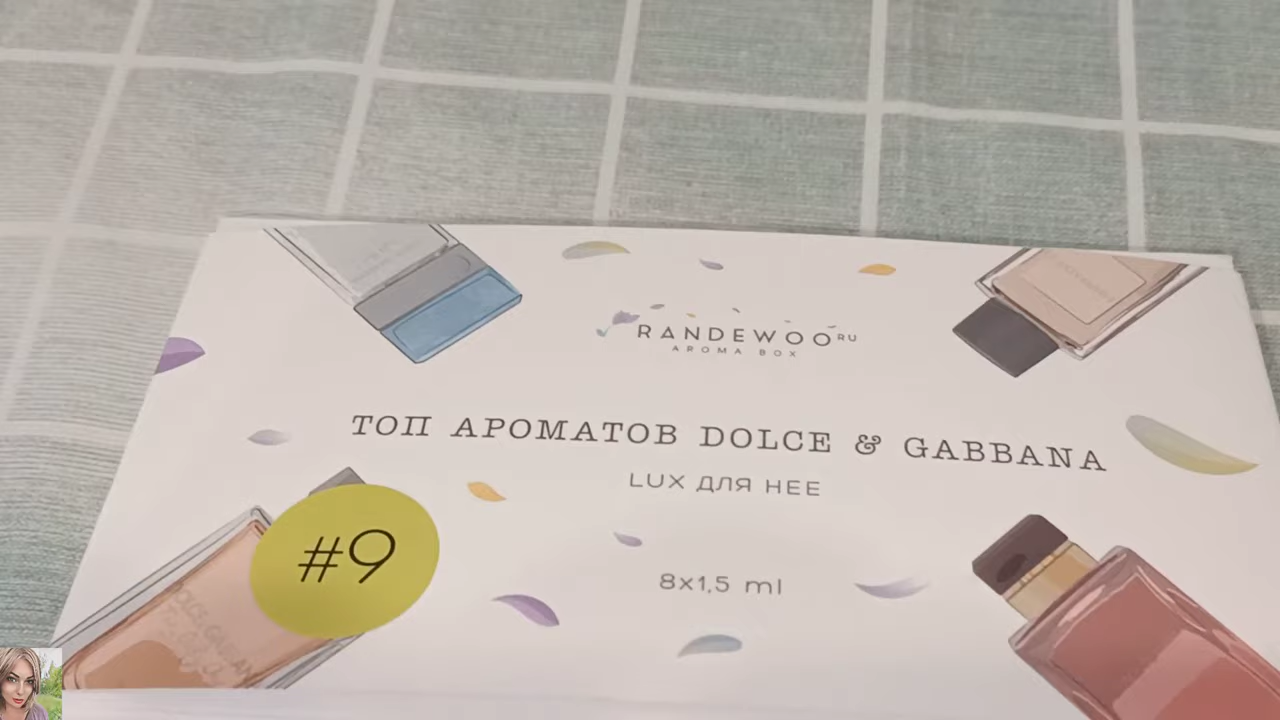 RANDEWOO RU
AROMA BOX
ТОП АРОМАТОВ DOLCE & GABBANA
LUX ДЛЯ НЕЕ
#9
8x1,5 ml